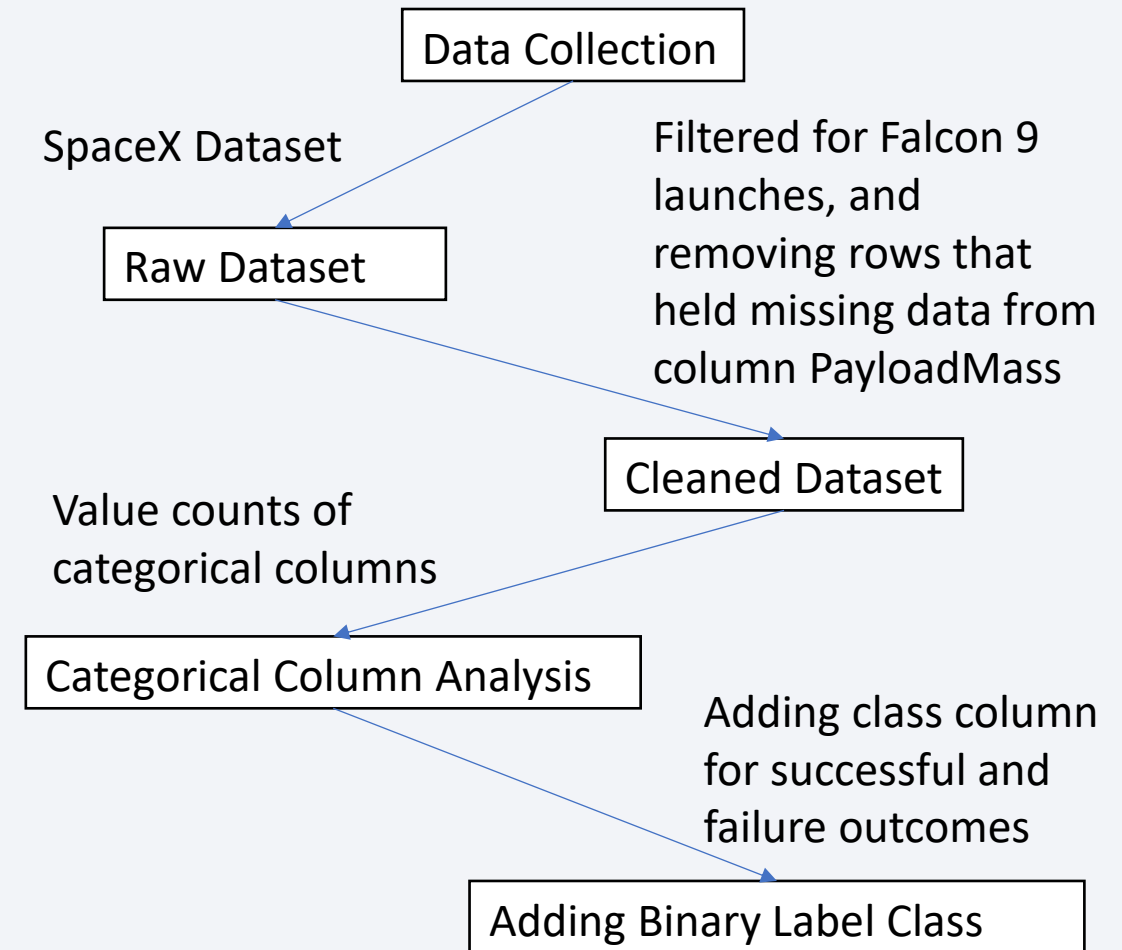 Data Collection
SpaceX Dataset
Filtered for Falcon 9
launches, and
removing rows that
held missing data from
column PayloadMass
Raw Dataset
Cleaned Dataset
Value counts of
categorical columns
Categorical Column Analysis
Adding class column
for successful and
failure outcomes
Adding Binary Label Class